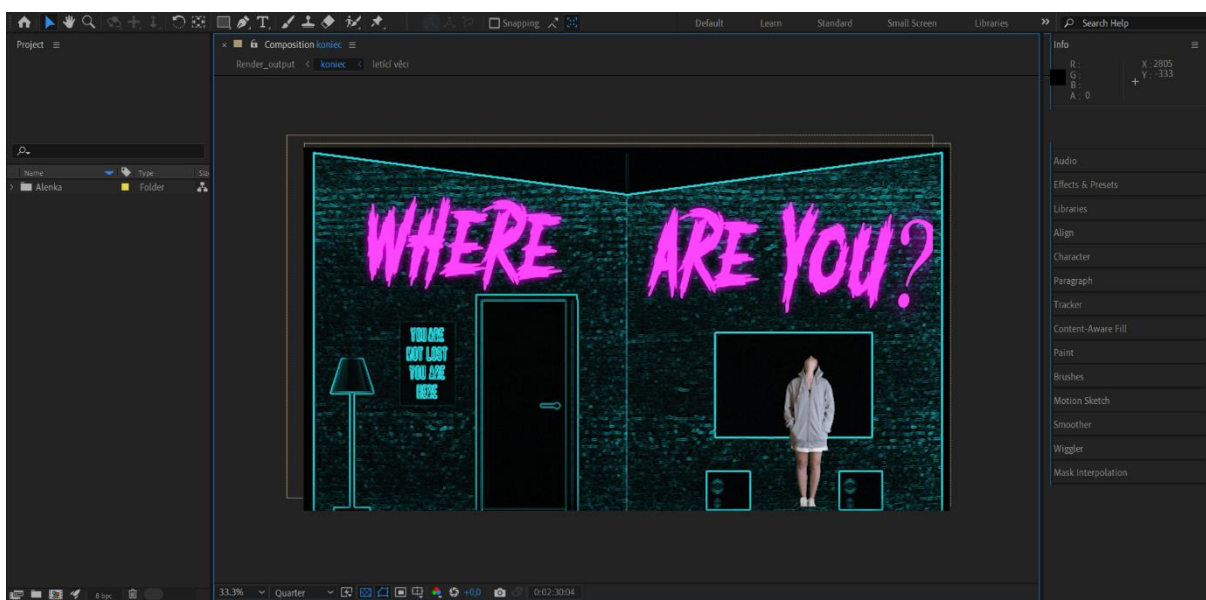 Snapping
Default
Learn
Standard
Small Screen
Libraries
»
Search Help
Project
× Composition koniec
Render_output < koniec < letící věci
Info
R :
G :
B :
A : 0
X : 2805
Y : -333
Name
Type
Alenka
Folder
WHERE ARE YOU?
YOU ARE
NOT LOST
YOU ARE
HERE
Audio
Effects & Presets
Libraries
Align
Character
Paragraph
Tracker
Content-Aware Fill
Paint
Brushes
Motion Sketch
Smoother
Wiggler
Mask Interpolation
8 bpc
33.3%
Quarter
+0,0
0:02:30:04